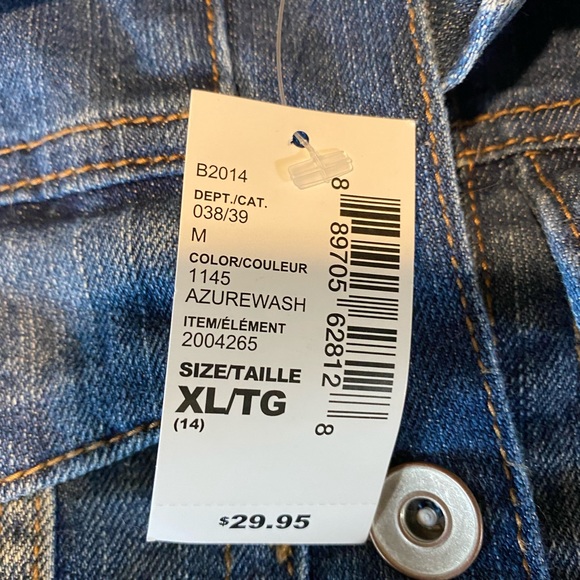 B2014
DEPT./CAT.
038/39
M
COLOR/COULEUR
1145
AZUREWASH
ITEM/ÉLÉMENT
2004265
SIZE/TAILLE
XL/TG
(14)
8 89705 62812 8
$29.95